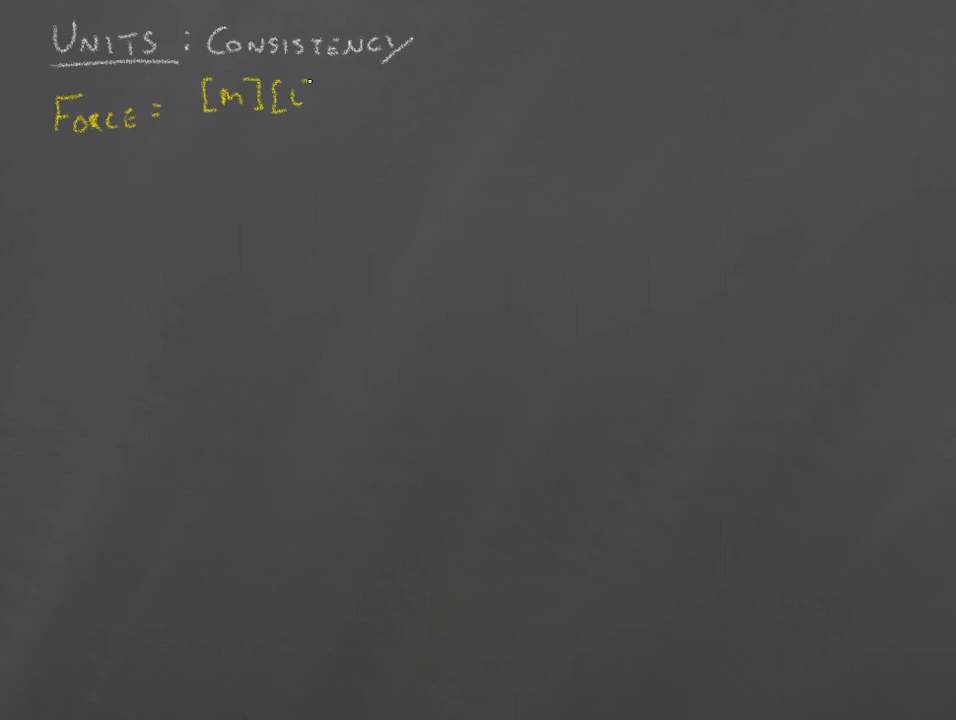 UNITS : CONSISTENCY
FORCE = [m][L